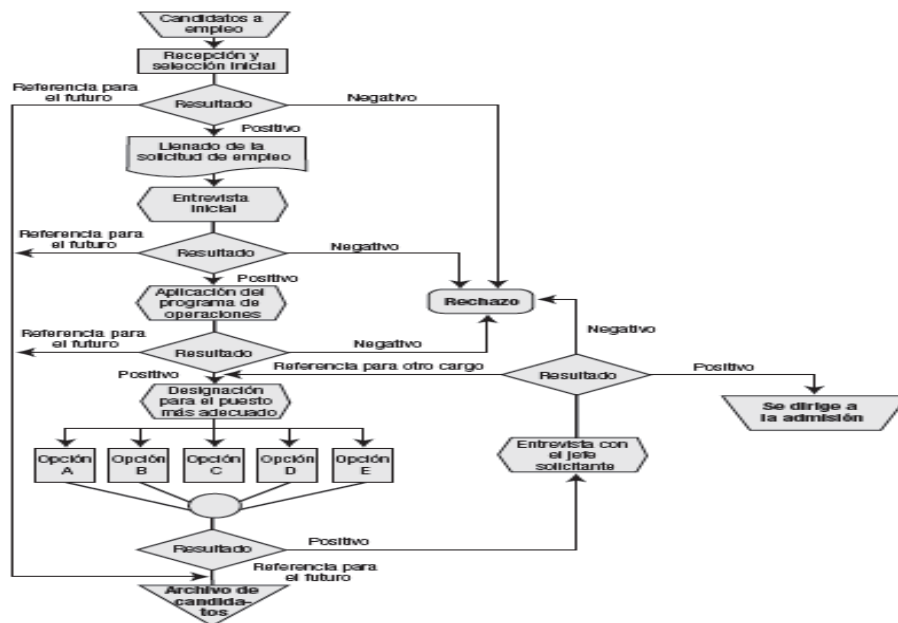 Candidatos a
empleo
Recepción y
selección inicial
Referencia para
el futuro
Resultado
Negativo
Positivo
Llenado de la
solicitud de empleo
Entrevista
inicial
Referencia para
el futuro
Resultado
Negativo
Positivo
Aplicación del
programa de
operaciones
Rechazo
Negativo
Referencia para
el futuro
Resultado
Negativo
Referencia para otro cargo
Resultado
Positivo
Positivo
Designación
para el puesto
más adecuado
Se dirige a
la admisión
Entrevista con
el jefe
solicitante
Opción
A
Opción
B
Opción
C
Opción
D
Opción
E
Resultado
Positivo
Referencia para
el futuro
Archivo de
candida-
tos